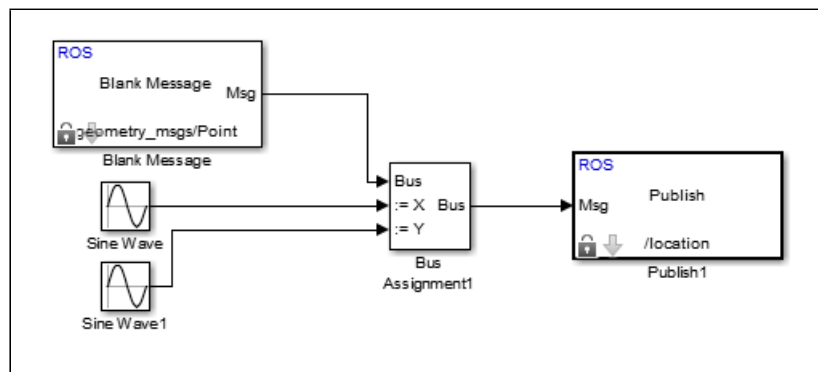 ROS
Blank Message
Msg
geometry_msgs/Point
Blank Message
Sine Wave
Sine Wave1
Bus
:= X Bus
:= Y
Bus
Assignment1
ROS
Publish
Msg
/location
Publish1